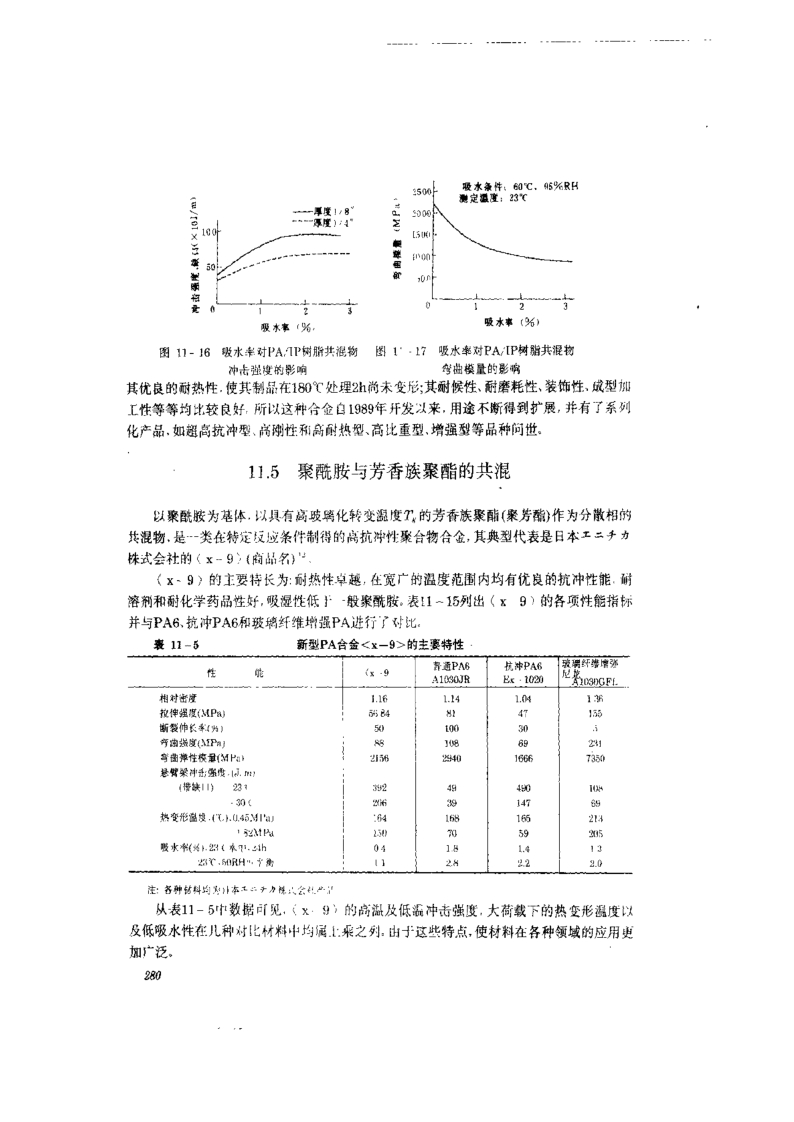 冲击强度
100
50
0
1
2
3
厚度1/8"
吸水率(%
2500
2000
1500
弯曲模量(MPa)
0
1
2
3
吸水条件:60℃、95%RH
测定温度:23℃
吸水率(%)
图 11-16 吸水率对PA/IP树脂共混物
冲击强度的影响
图 1 -17 吸水率对PA/IP树脂共混物
弯曲模量的影响
其优良的耐热性,使其制品在180℃处理2h尚未变形;其耐候性、耐磨耗性、装饰性、成型加
工性等等均比较良好,所以这种合金自1989年开发以来,用途不断得到扩展,并有了系列
化产品,如超高抗冲型、高刚性和高耐热型、高比重型、增强型等品种问世。
11.5 聚酰胺与芳香族聚酯的共混
以聚酰胺为基体,以具有高玻璃化转变温度Tg的芳香族聚酯(聚芳酯)作为分散相的
共混物,是一类在特定反应条件制得的高抗冲性聚合物合金,其典型代表是日本エニチカ
株式会社的〈x-9〉(商品名)
〈x-9〉的主要特长为:耐热性卓越,在宽广的温度范围内均有优良的抗冲性能,耐
溶剂和耐化学药品性好,吸湿性低于一般聚酰胺。表11~15列出〈x 9〉的各项性能指标
并与PA6、抗冲PA6和玻璃纤维增强PA进行了对比。
表 11-5 新型PA合金<x—9>的主要特性
性 能 〈x-9 普通PA6 A1030JR 抗冲PA6 Ex-1020 玻璃纤维增强尼龙 A1030GFL
相对密度 1.16 1.14 1.04 1.36
拉伸强度(MPa) 81 47 155
断裂伸长率(%) 50 100 30
弯曲强度(MPa) 88 108 69 231
弯曲弹性模量(MPa) 2156 2940 1666 7350
悬臂梁冲击强度
(带缺口) 23 392 49 490 108
-30 206 39 147 69
热变形温度 0.45MPa 164 168 165 213
1.82MPa 150 70 59 205
吸水率(%) 0.4 1.8 1.4 1.3
23℃,50RH 平衡 1.1 2.8 2.2 2.0
注: 各种材料均为日本
从表11-5中数据可见,〈x-9〉的高温及低温冲击强度、大荷载下的热变形温度以
及低吸水性在几种对比材料中均属上乘之列。由于这些特点,使材料在各种领域的应用更
加广泛。
280